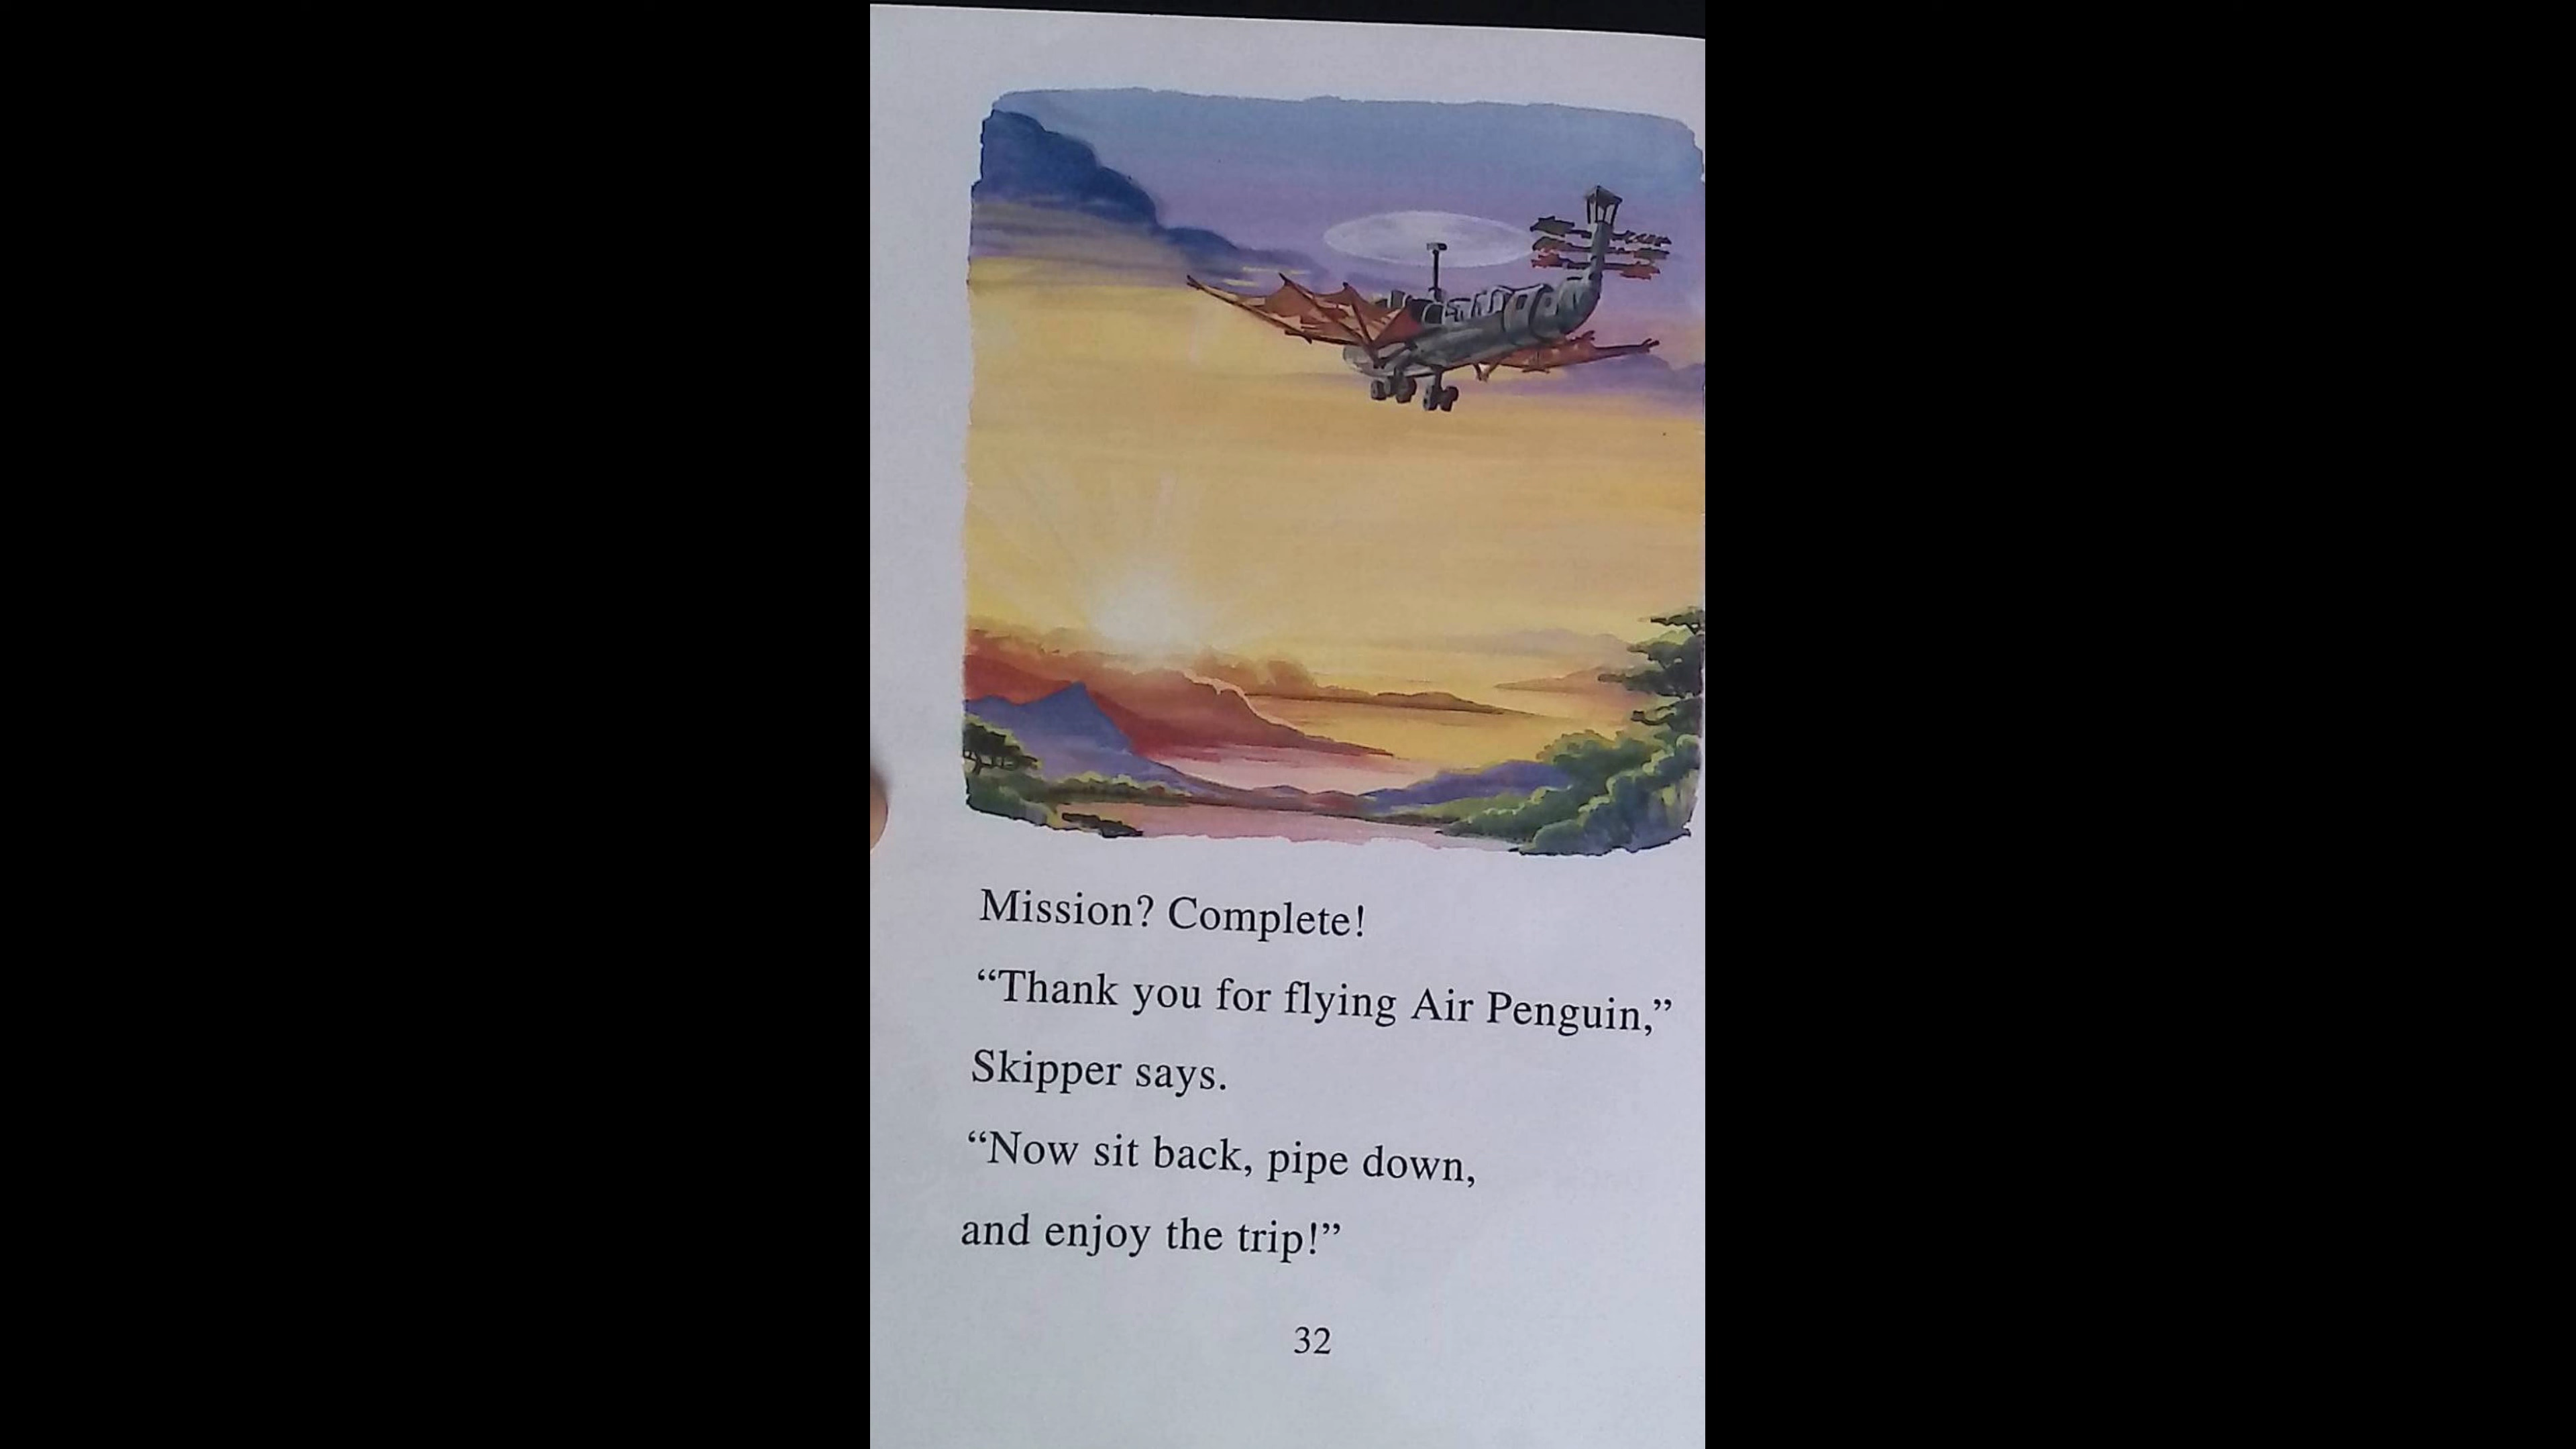 Mission? Complete!
“Thank you for flying Air Penguin,”
Skipper says.
“Now sit back, pipe down,
and enjoy the trip!”
32